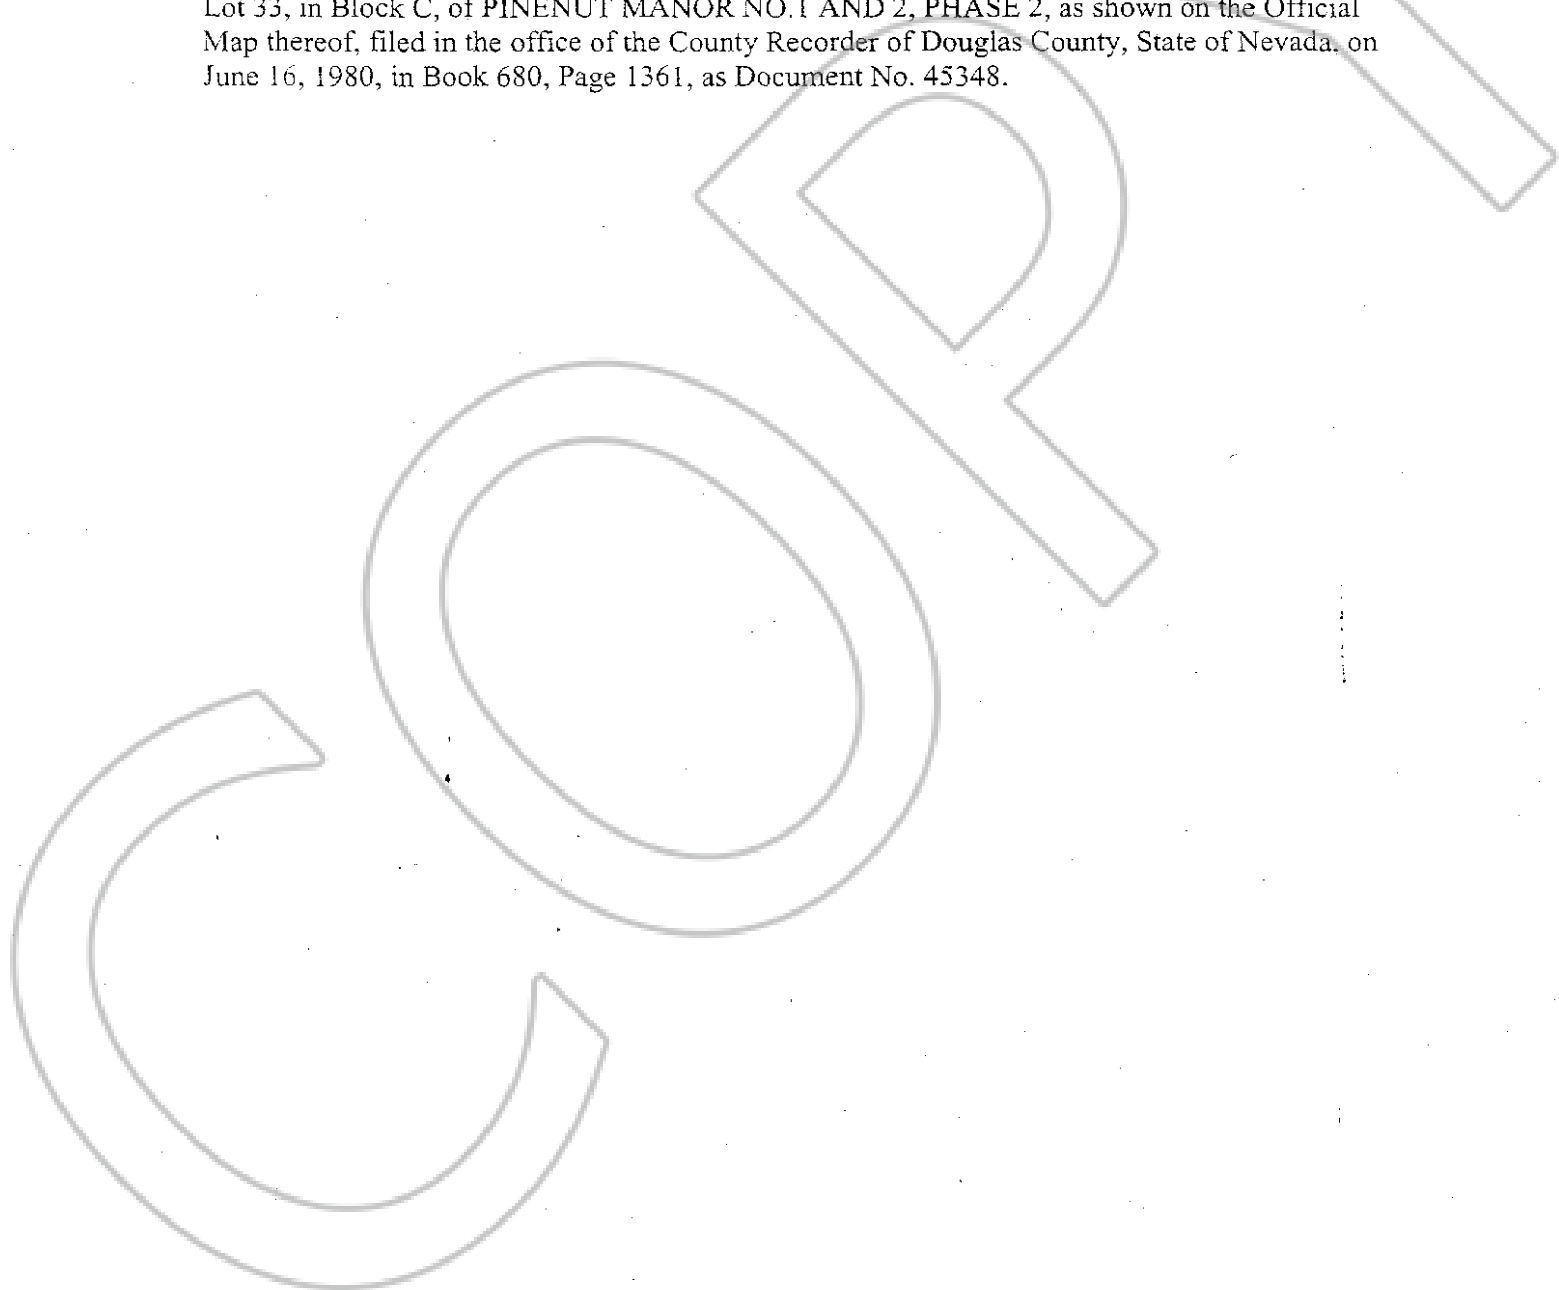 Lot 33, in Block C, of PINENUT MANOR NO.1 AND 2, PHASE 2, as shown on the Official
Map thereof, filed in the office of the County Recorder of Douglas County, State of Nevada, on
June 16, 1980, in Book 680, Page 1361, as Document No. 45348.
COPY